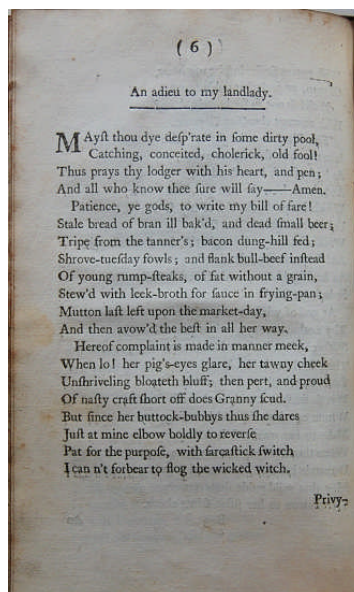 ( 6 )
An adieu to my landlady.
MAyſt thou dye deſp'rate in ſome dirty pool,
Catching, conceited, cholerick, old fool!
Thus prays thy lodger with his heart, and pen;
And all who know thee ſure will ſay——Amen.
Patience, ye gods, to write my bill of fare!
Stale bread of bran ill bak'd, and dead ſmall beer;
Tripe from the tanner's; bacon dung-hill fed;
Shrove-tueſday fowls; and ſtank bull-beef inſtead
Of young rump-ſteaks, of fat without a grain,
Stew'd with leek-broth for ſauce in frying-pan;
Mutton laſt left upon the market-day,
And then avow'd the beſt in all her way.
Hereof complaint is made in manner meek,
When lo! her pig's-eyes glare, her tawny cheek
Unſhriveling bloateth bluff; then pert, and proud
Of naſty craft ſhort off does Granny ſcud.
But ſince her buttock-bubbys thus ſhe dares
Juſt at mine elbow boldly to reverſe
Pat for the purpoſe, with ſarcaſtick ſwitch
I can n't forbear to flog the wicked witch.
Privy-